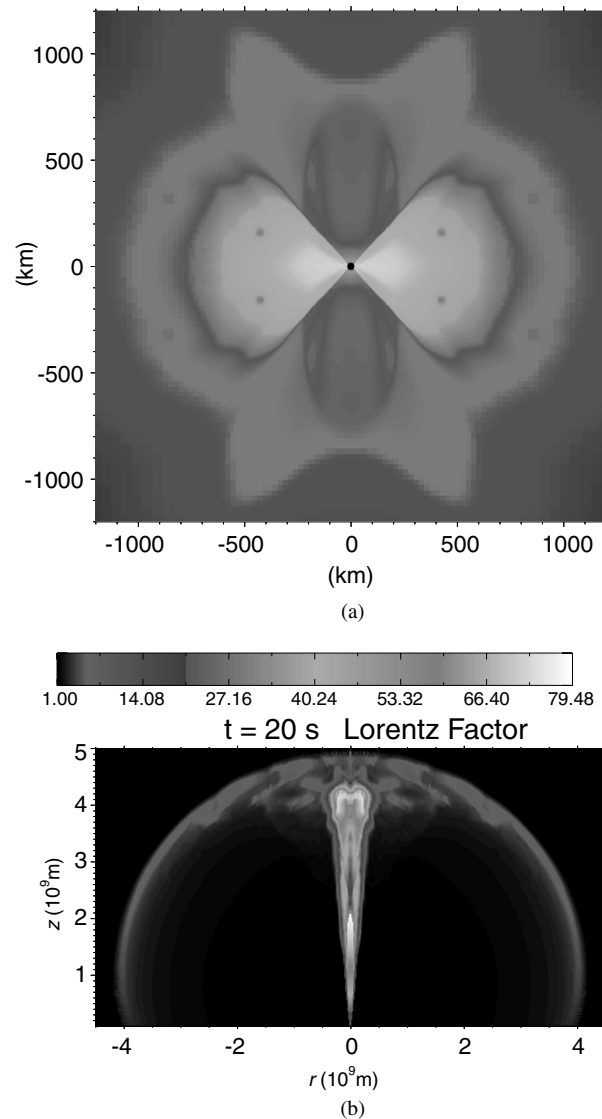 1000
500
0
-500
-1000
(km)
-1000 -500 0 500 1000
(km)
(a)
1.00 14.08 27.16 40.24 53.32 66.40 79.48
t = 20 s Lorentz Factor
5
4
3
2
1
z (10⁹m)
-4 -2 0 2 4
r (10⁹m)
(b)